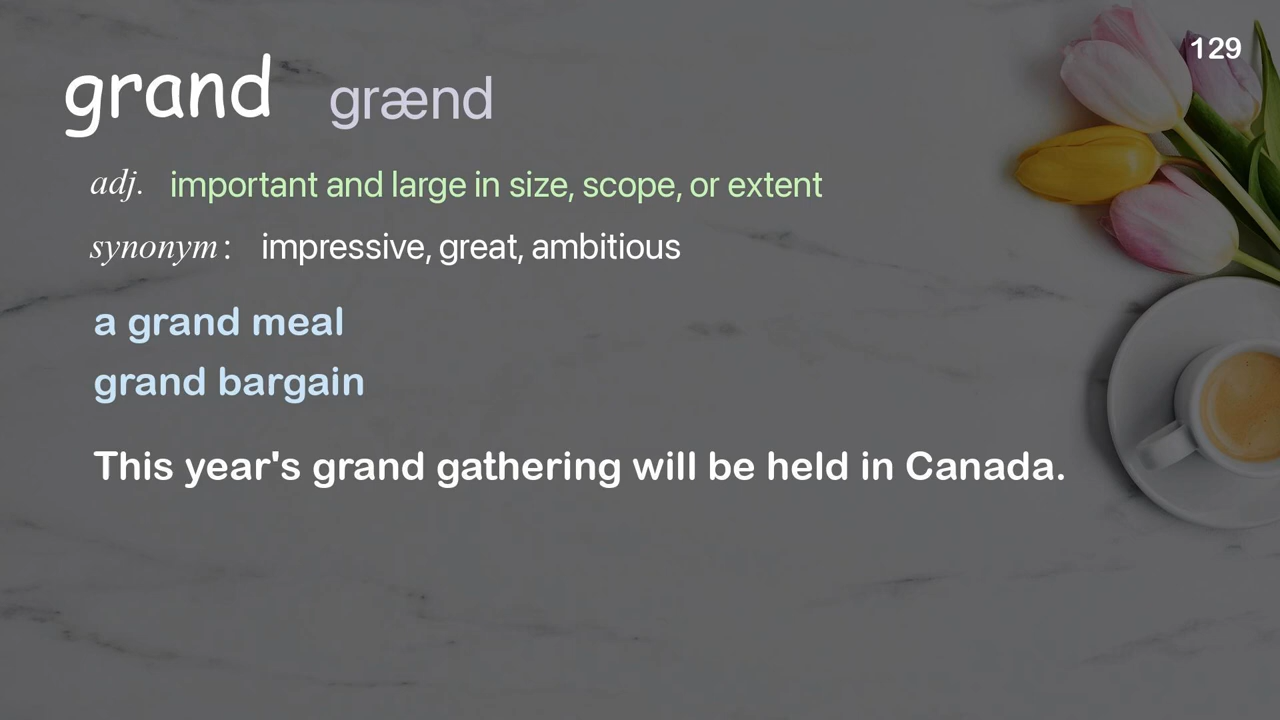 129
grand grænd
adj. important and large in size, scope, or extent
synonym: impressive, great, ambitious
a grand meal
grand bargain
This year's grand gathering will be held in Canada.